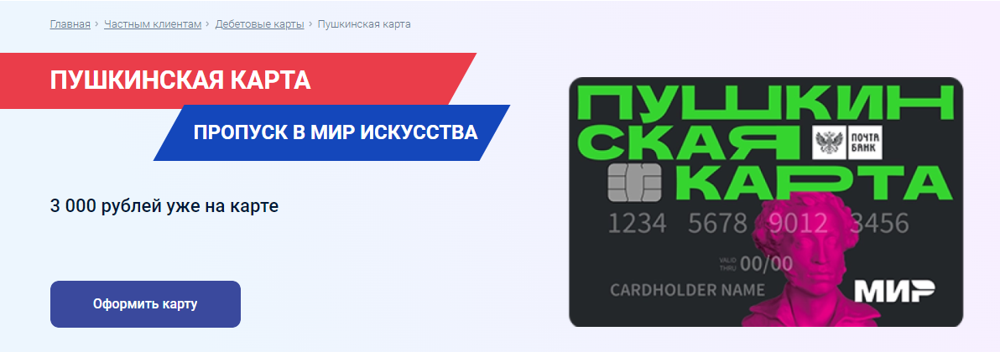 Главная › Частным клиентам › Дебетовые карты › Пушкинская карта
ПУШКИНСКАЯ КАРТА
ПРОПУСК В МИР ИСКУССТВА
3 000 рублей уже на карте
Оформить карту
ПУШКИН
СКАЯ
ПОЧТА
БАНК
КАРТА
1234 5678 9012 3456
VALID
THRU
00/00
CARDHOLDER NAME
МИР